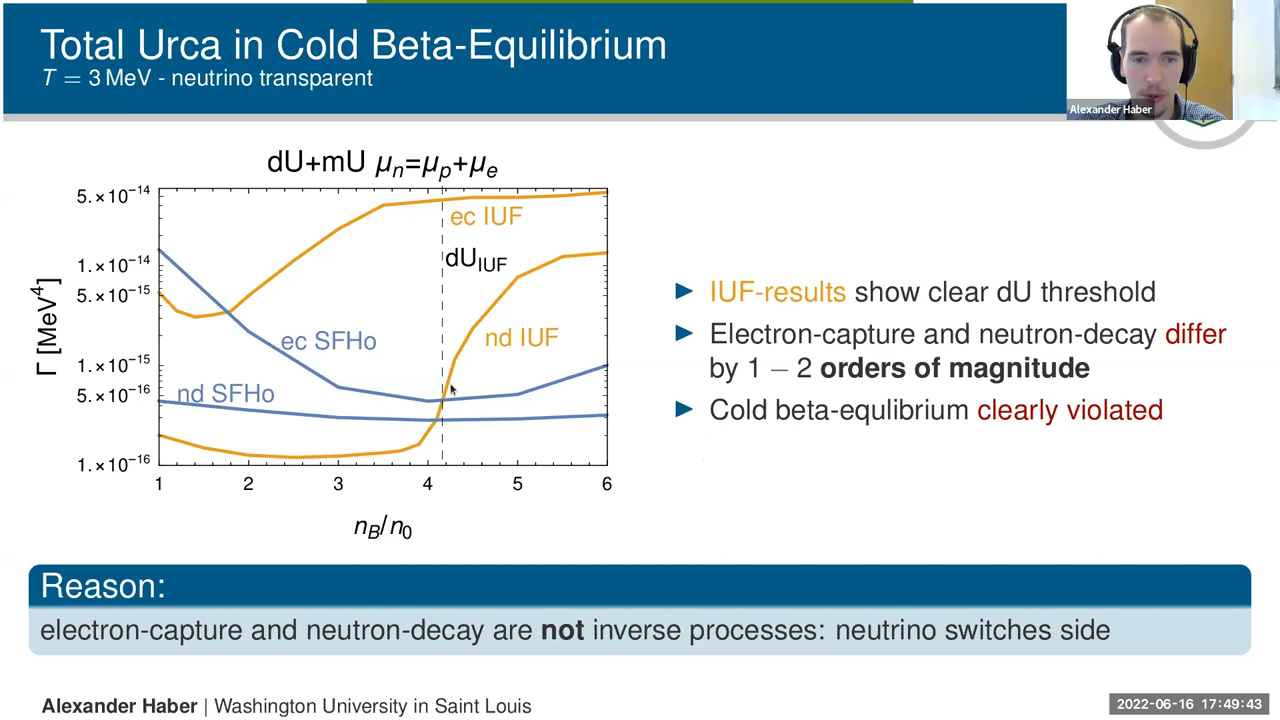 Total Urca in Cold Beta-Equilibrium
T = 3 MeV - neutrino transparent
Alexander Haber
dU+mU μn=μp+μe
5.×10⁻¹⁴
1.×10⁻¹⁴
5.×10⁻¹⁵
1.×10⁻¹⁵
5.×10⁻¹⁶
1.×10⁻¹⁶
Γ [MeV⁴]
ec IUF
dU_IUF
ec SFHo
nd IUF
nd SFHo
1 2 3 4 5 6
nB/n0
► IUF-results show clear dU threshold
► Electron-capture and neutron-decay differ
by 1 − 2 orders of magnitude
► Cold beta-equlibrium clearly violated
Reason:
electron-capture and neutron-decay are not inverse processes: neutrino switches side
Alexander Haber | Washington University in Saint Louis
2022-06-16 17:49:43